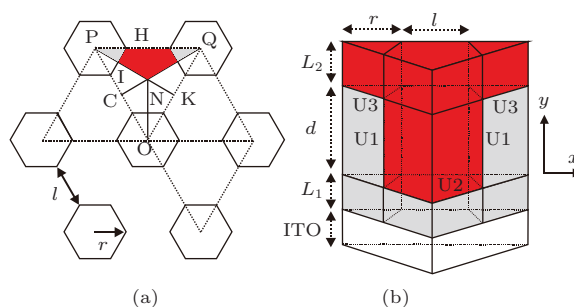 P H Q
I
C N K
O
l
r
(a)
r l
L₂
U3 U3
d U1 U1 y
U2 x
L₁
ITO
(b)